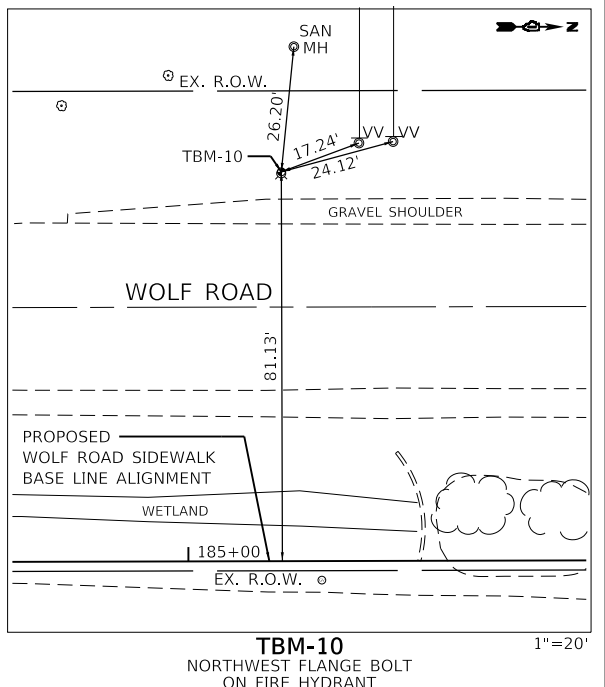 N
SAN
MH
EX. R.O.W.
26.20'
VV
VV
TBM-10
17.24'
24.12'
GRAVEL SHOULDER
WOLF ROAD
81.13'
PROPOSED
WOLF ROAD SIDEWALK
BASE LINE ALIGNMENT
WETLAND
185+00
EX. R.O.W.
TBM-10
1"=20'
NORTHWEST FLANGE BOLT
ON FIRE HYDRANT